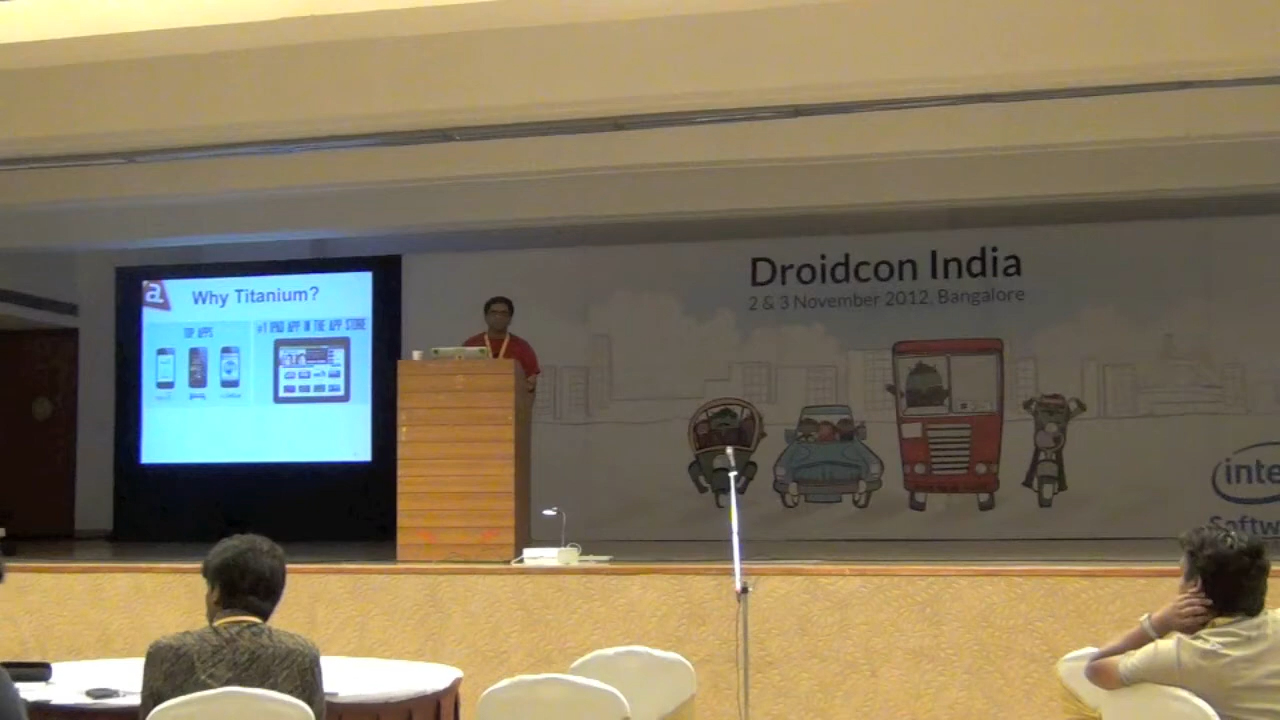 a
Why Titanium?
TOP APPS
#1 IPAD APP IN THE APP STORE
Droidcon India
2 & 3 November 2012, Bangalore
inte
Softw